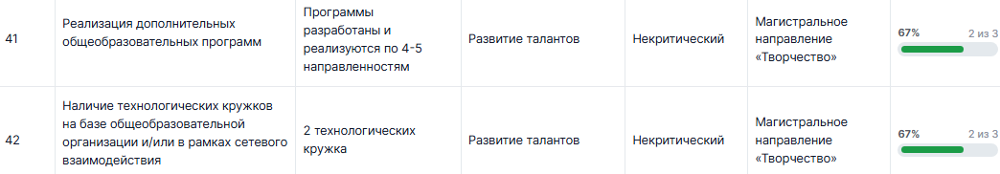 41
Реализация дополнительных
общеобразовательных программ
Программы
разработаны и
реализуются по 4-5
направленностям
Развитие талантов
Некритический
Магистральное
направление
«Творчество»
67%
2 из 3
42
Наличие технологических кружков
на базе общеобразовательной
организации и/или в рамках сетевого
взаимодействия
2 технологических
кружка
Развитие талантов
Некритический
Магистральное
направление
«Творчество»
67%
2 из 3